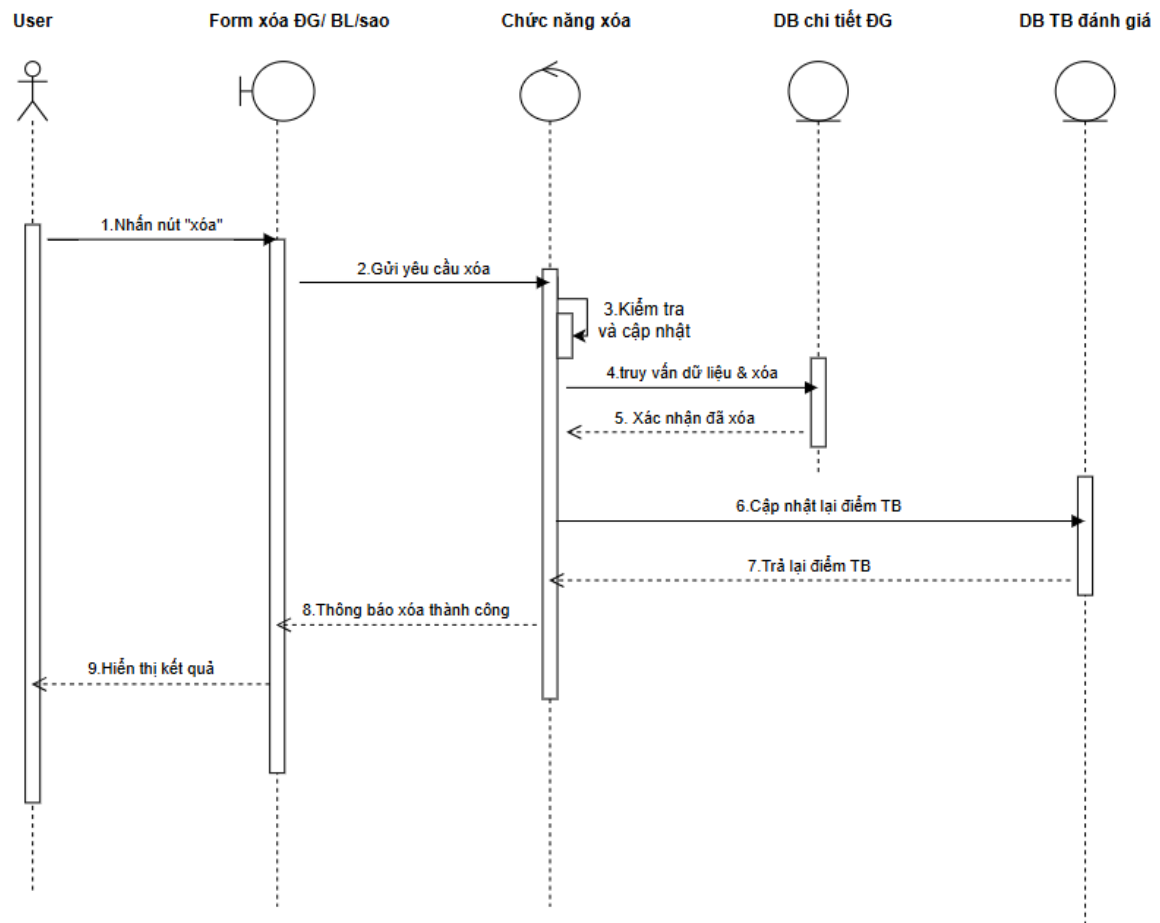 User
Form xóa ĐG/ BL/sao
Chức năng xóa
DB chi tiết ĐG
DB TB đánh giá
1.Nhấn nút "xóa"
2.Gửi yêu cầu xóa
3.Kiểm tra
và cập nhật
4.truy vấn dữ liệu & xóa
5. Xác nhận đã xóa
6.Cập nhật lại điểm TB
7.Trả lại điểm TB
8.Thông báo xóa thành công
9.Hiển thị kết quả